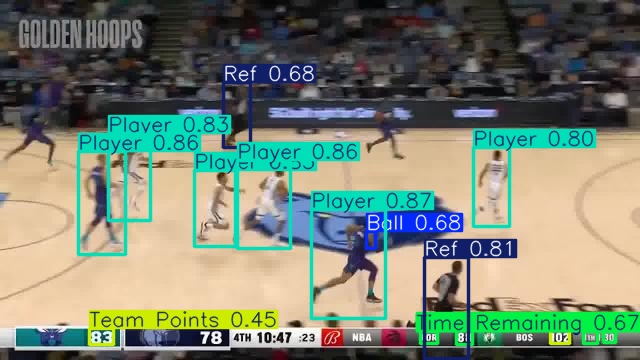 GOLDEN HOOPS
Ref 0.68
Player 0.83
Player 0.86
Player 0.80
Player 0.86
Player 0.87
Ball 0.68
Ref 0.81
Team Points 0.45
Time Remaining 0.67
83
78
4TH 10:47 :23
NBA
BOS 102